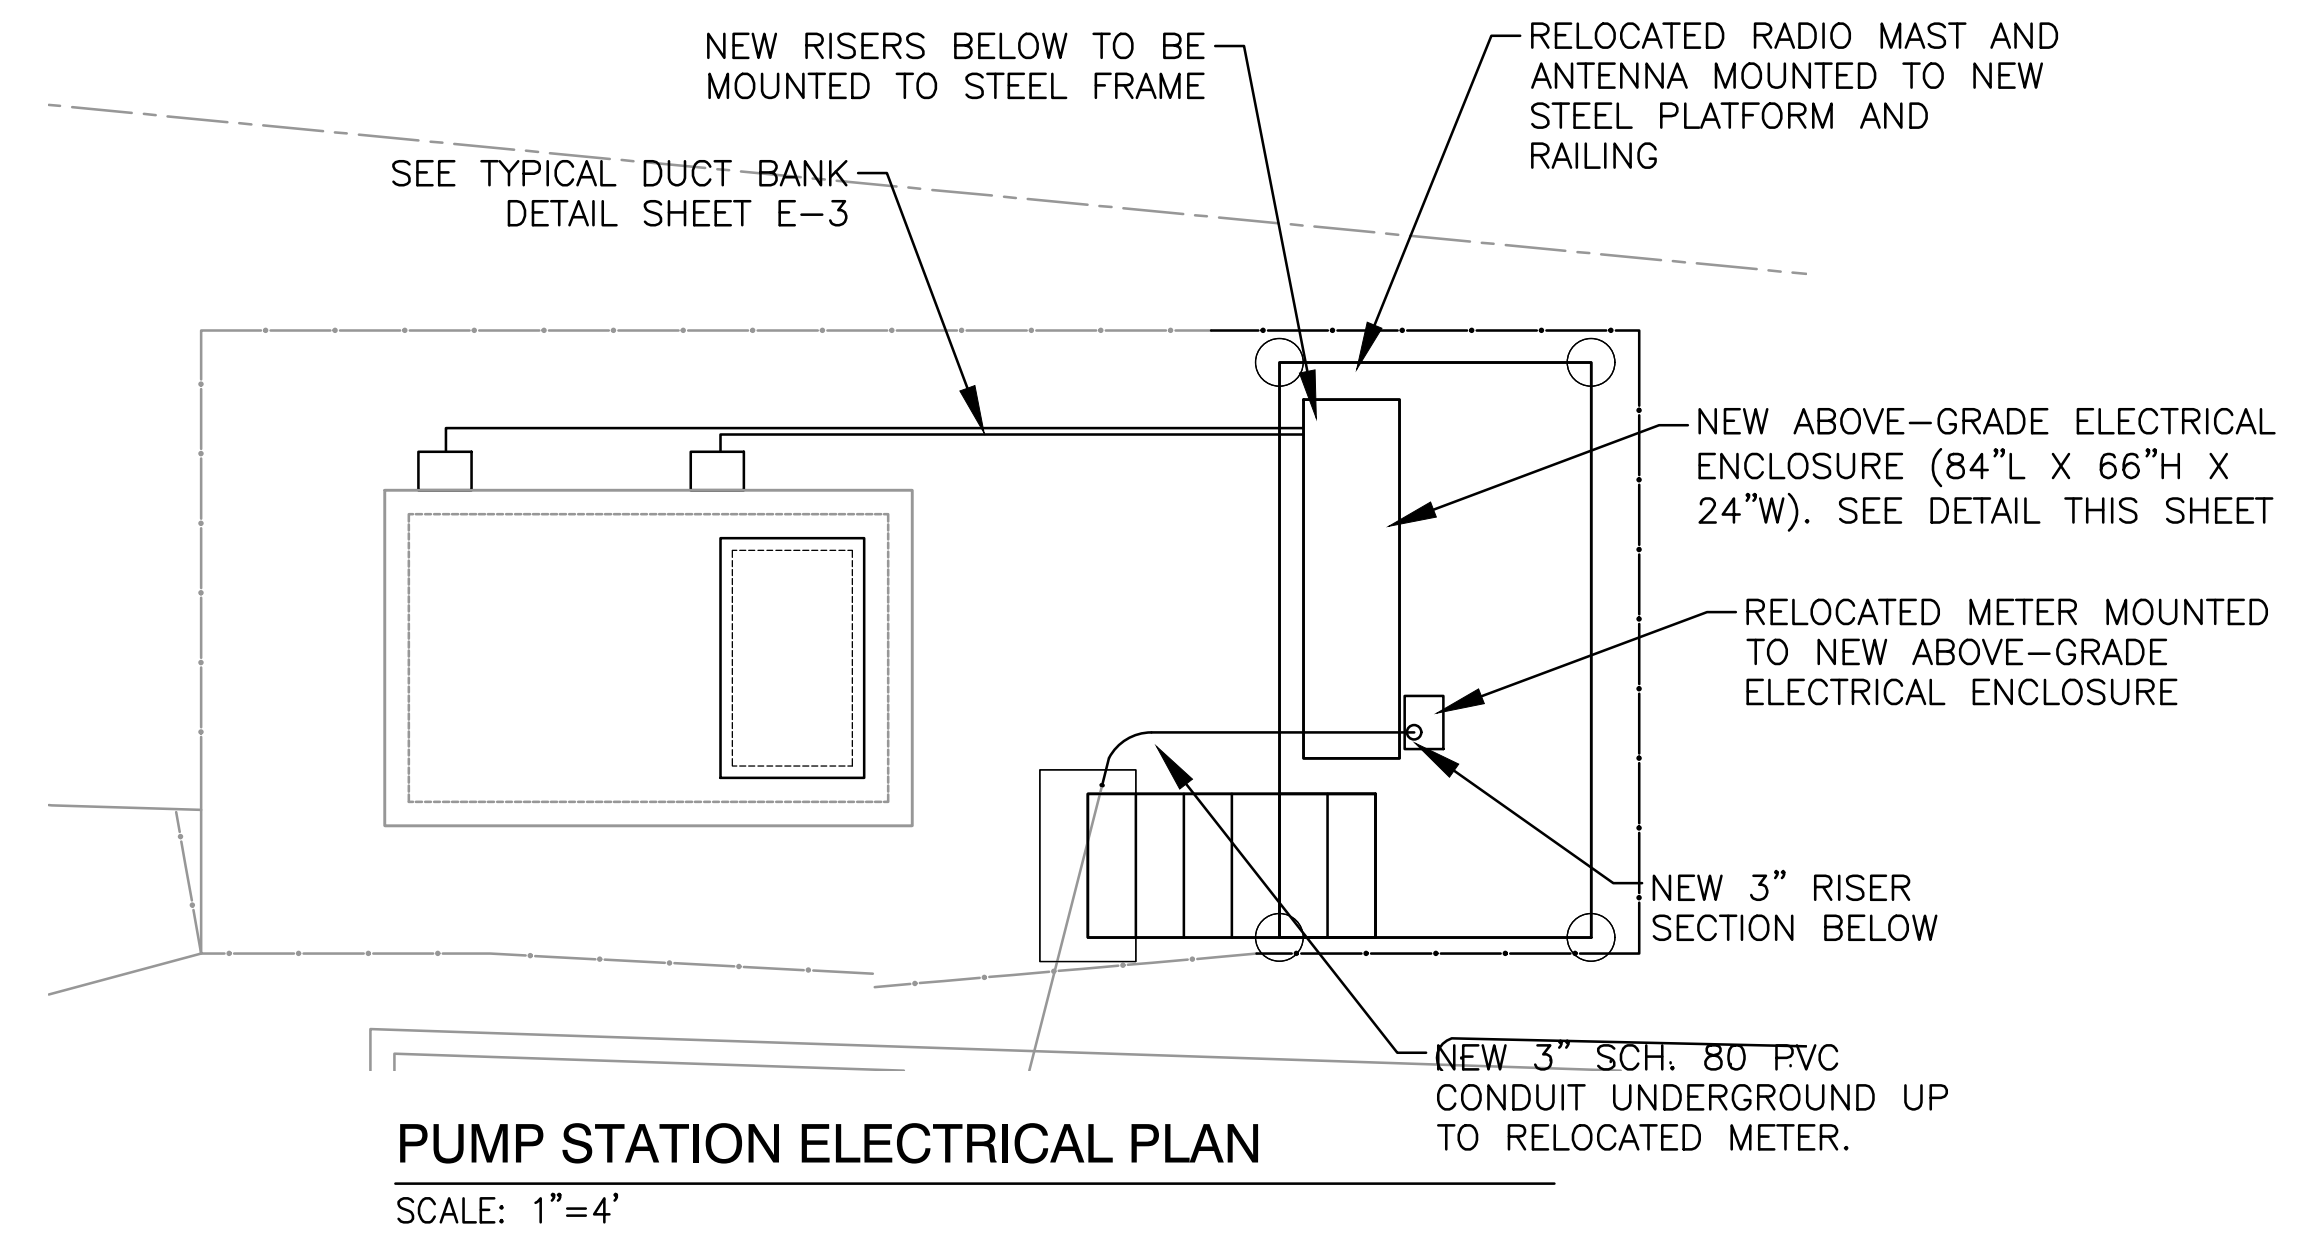 NEW RISERS BELOW TO BE
MOUNTED TO STEEL FRAME
RELOCATED RADIO MAST AND
ANTENNA MOUNTED TO NEW
STEEL PLATFORM AND
RAILING
SEE TYPICAL DUCT BANK
DETAIL SHEET E-3
NEW ABOVE-GRADE ELECTRICAL
ENCLOSURE (84"L X 66"H X
24"W). SEE DETAIL THIS SHEET
RELOCATED METER MOUNTED
TO NEW ABOVE-GRADE
ELECTRICAL ENCLOSURE
NEW 3" RISER
SECTION BELOW
NEW 3" SCH. 80 PVC
CONDUIT UNDERGROUND UP
TO RELOCATED METER.
PUMP STATION ELECTRICAL PLAN
SCALE: 1"=4'